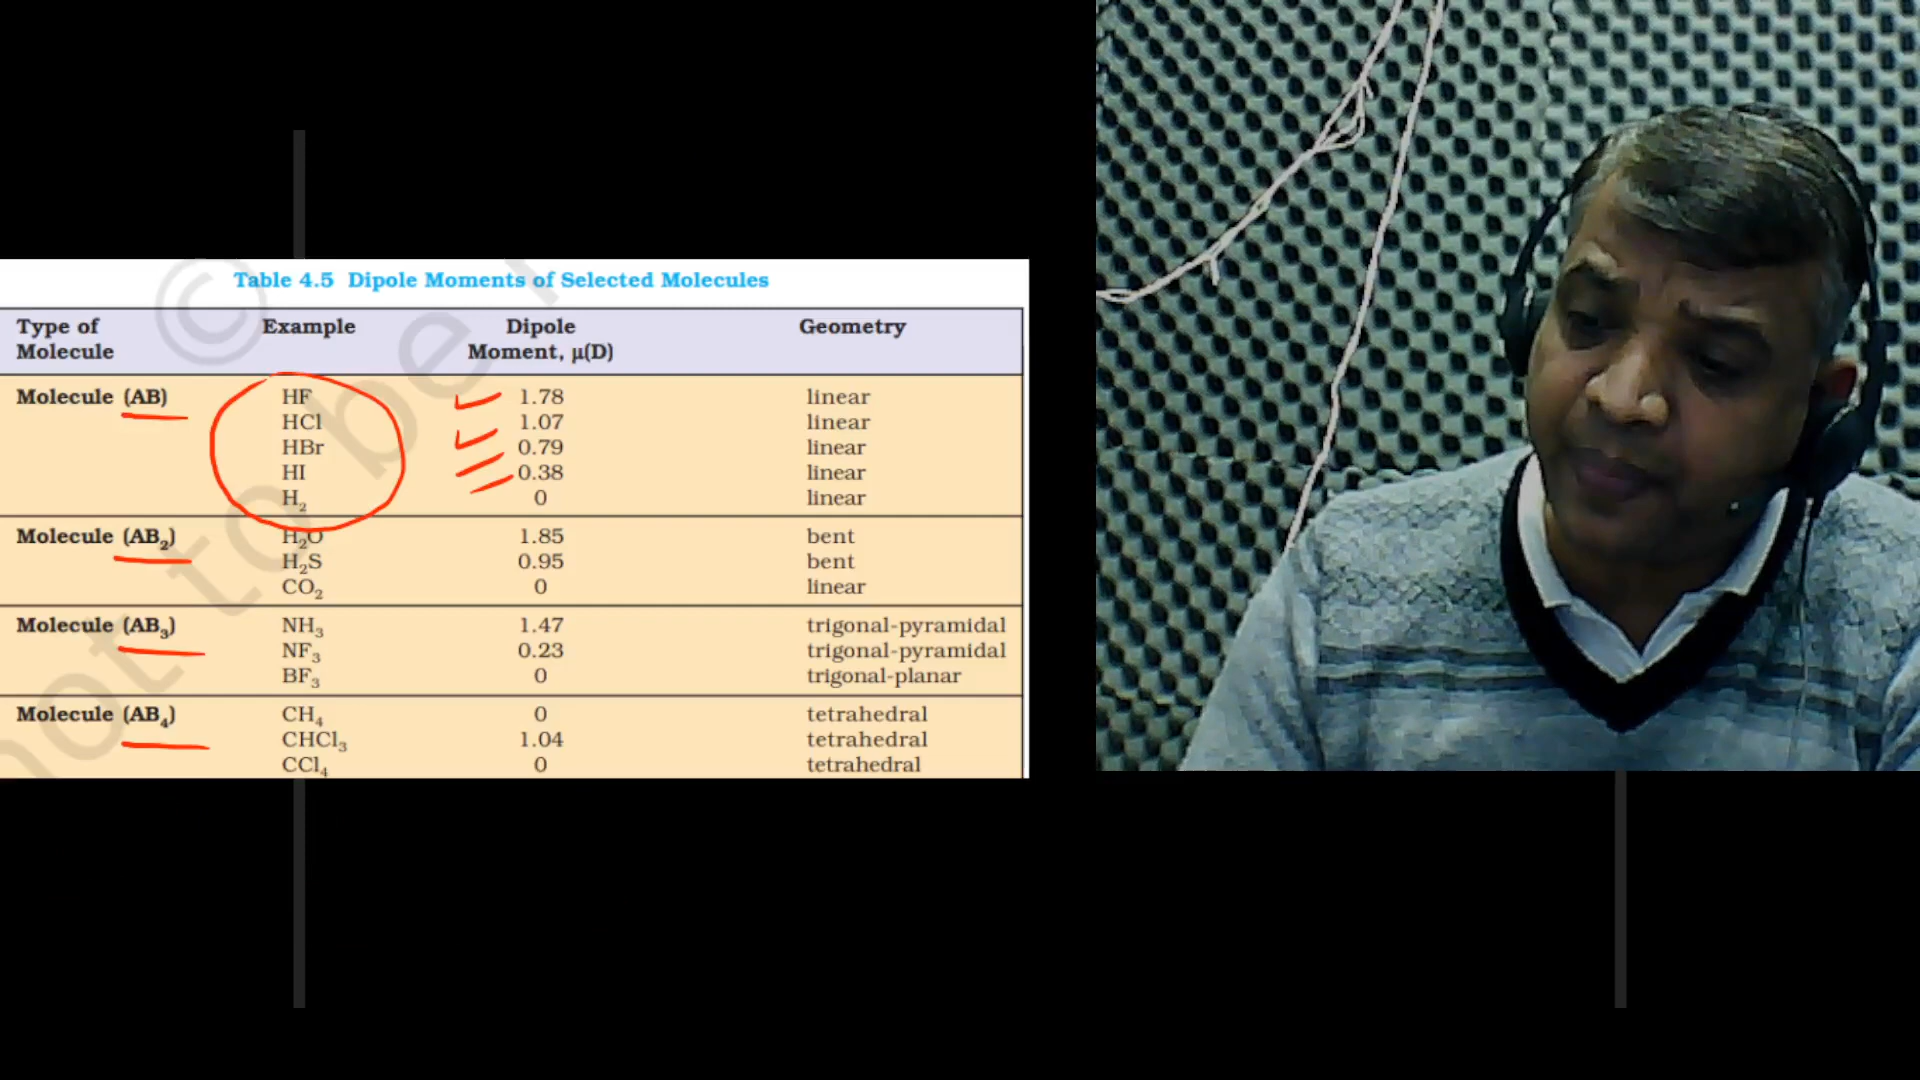 Table 4.5 Dipole Moments of Selected Molecules
Type of Molecule Example Dipole Moment, μ(D) Geometry
Molecule (AB) HF 1.78 linear
HCl 1.07 linear
HBr 0.79 linear
HI 0.38 linear
H₂ 0 linear
Molecule (AB₂) H₂O 1.85 bent
H₂S 0.95 bent
CO₂ 0 linear
Molecule (AB₃) NH₃ 1.47 trigonal-pyramidal
NF₃ 0.23 trigonal-pyramidal
BF₃ 0 trigonal-planar
Molecule (AB₄) CH₄ 0 tetrahedral
CHCl₃ 1.04 tetrahedral
CCl₄ 0 tetrahedral
© not to be